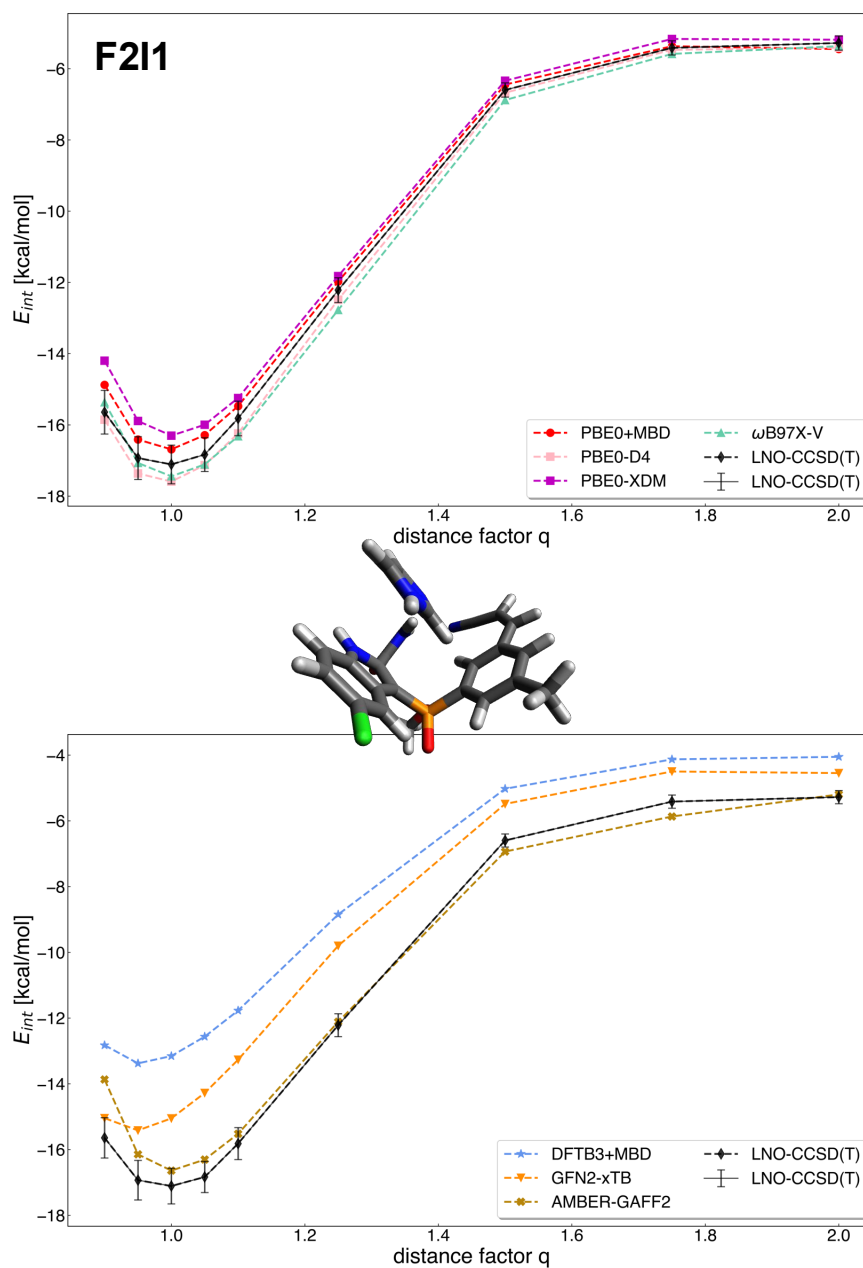 F2I1
−6
−8
−10
−12
−14
−16
−18
E_int [kcal/mol]
PBE0+MBD
PBE0-D4
PBE0-XDM
ωB97X-V
LNO-CCSD(T)
LNO-CCSD(T)
1.0 1.2 1.4 1.6 1.8 2.0
distance factor q
−4
−6
−8
−10
−12
−14
−16
−18
E_int [kcal/mol]
DFTB3+MBD
GFN2-xTB
AMBER-GAFF2
LNO-CCSD(T)
LNO-CCSD(T)
1.0 1.2 1.4 1.6 1.8 2.0
distance factor q